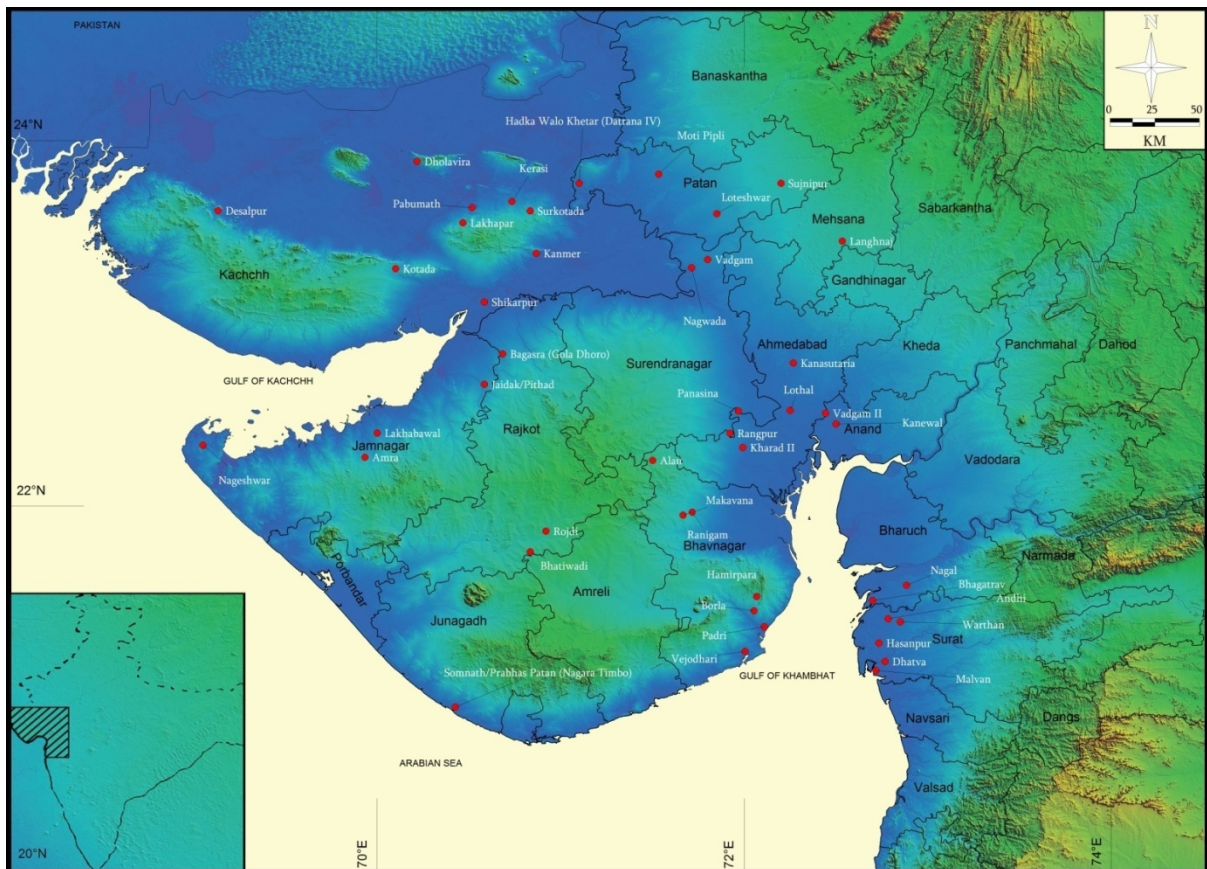 PAKISTAN
N
Banaskantha
0 25 50
KM
24°N
Hadka Walo Khetar (Datrana IV)
Moti Pipli
Dholavira
Kerasi
Patan
Sujnipur
Pabumath
Loteshwar
Sabarkantha
Desalpur
Surkotada
Mehsana
Lakhapar
Langhnaj
Kanmer
Vadgam
Kachchh
Kotada
Gandhinagar
Shikarpur
Nagwada
Ahmedabad
Kheda
Panchmahal
Dahod
Bagasra (Gola Dhoro)
Surendranagar
Kanasutaria
GULF OF KACHCHH
Jaidak/Pithad
Panasina
Lothal
Vadgam II
Kanewal
Rajkot
Anand
Lakhabawal
Rangpur
Jamnagar
Kharad II
Amra
Alau
Vadodara
Nageshwar
22°N
Makavana
Rojdi
Ranigam
Bharuch
Bhavnagar
Narmada
Bhatiwadi
Porbandar
Hamirpara
Nagal
Bhagatrav
Amreli
Andhi
Junagadh
Borla
Warthan
Padri
Surat
Hasanpur
Vejodhari
Dhatva
Somnath/Prabhas Patan (Nagara Timbo)
GULF OF KHAMBHAT
Malvan
Navsari
Dangs
ARABIAN SEA
Valsad
20°N
70°E
72°E
74°E